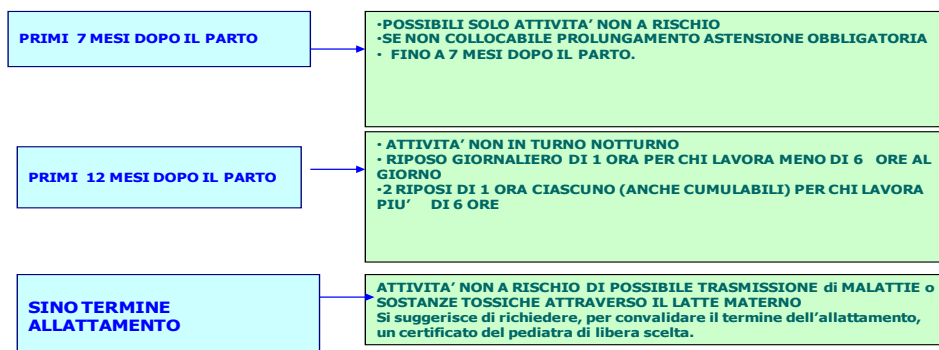 PRIMI 7 MESI DOPO IL PARTO
•POSSIBILI SOLO ATTIVITA’ NON A RISCHIO
•SE NON COLLOCABILE PROLUNGAMENTO ASTENSIONE OBBLIGATORIA
• FINO A 7 MESI DOPO IL PARTO.
PRIMI 12 MESI DOPO IL PARTO
• ATTIVITA’ NON IN TURNO NOTTURNO
• RIPOSO GIORNALIERO DI 1 ORA PER CHI LAVORA MENO DI 6 ORE AL
GIORNO
•2 RIPOSI DI 1 ORA CIASCUNO (ANCHE CUMULABILI) PER CHI LAVORA
PIU’ DI 6 ORE
SINO TERMINE
ALLATTAMENTO
ATTIVITA’ NON A RISCHIO DI POSSIBILE TRASMISSIONE di MALATTIE o
SOSTANZE TOSSICHE ATTRAVERSO IL LATTE MATERNO
Si suggerisce di richiedere, per convalidare il termine dell’allattamento,
un certificato del pediatra di libera scelta.